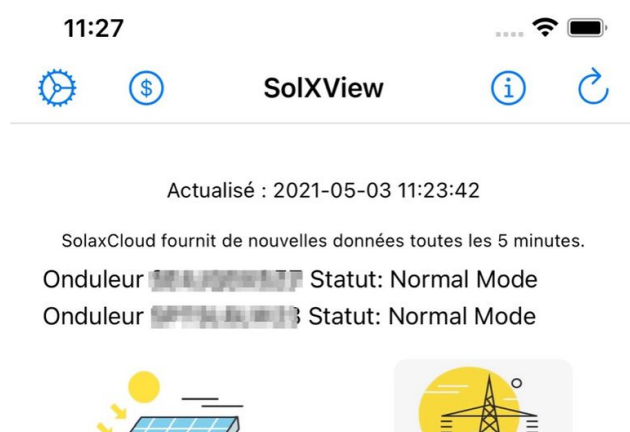 11:27
SolXView
Actualisé : 2021-05-03 11:23:42
SolaxCloud fournit de nouvelles données toutes les 5 minutes.
Onduleur Statut: Normal Mode
Onduleur Statut: Normal Mode